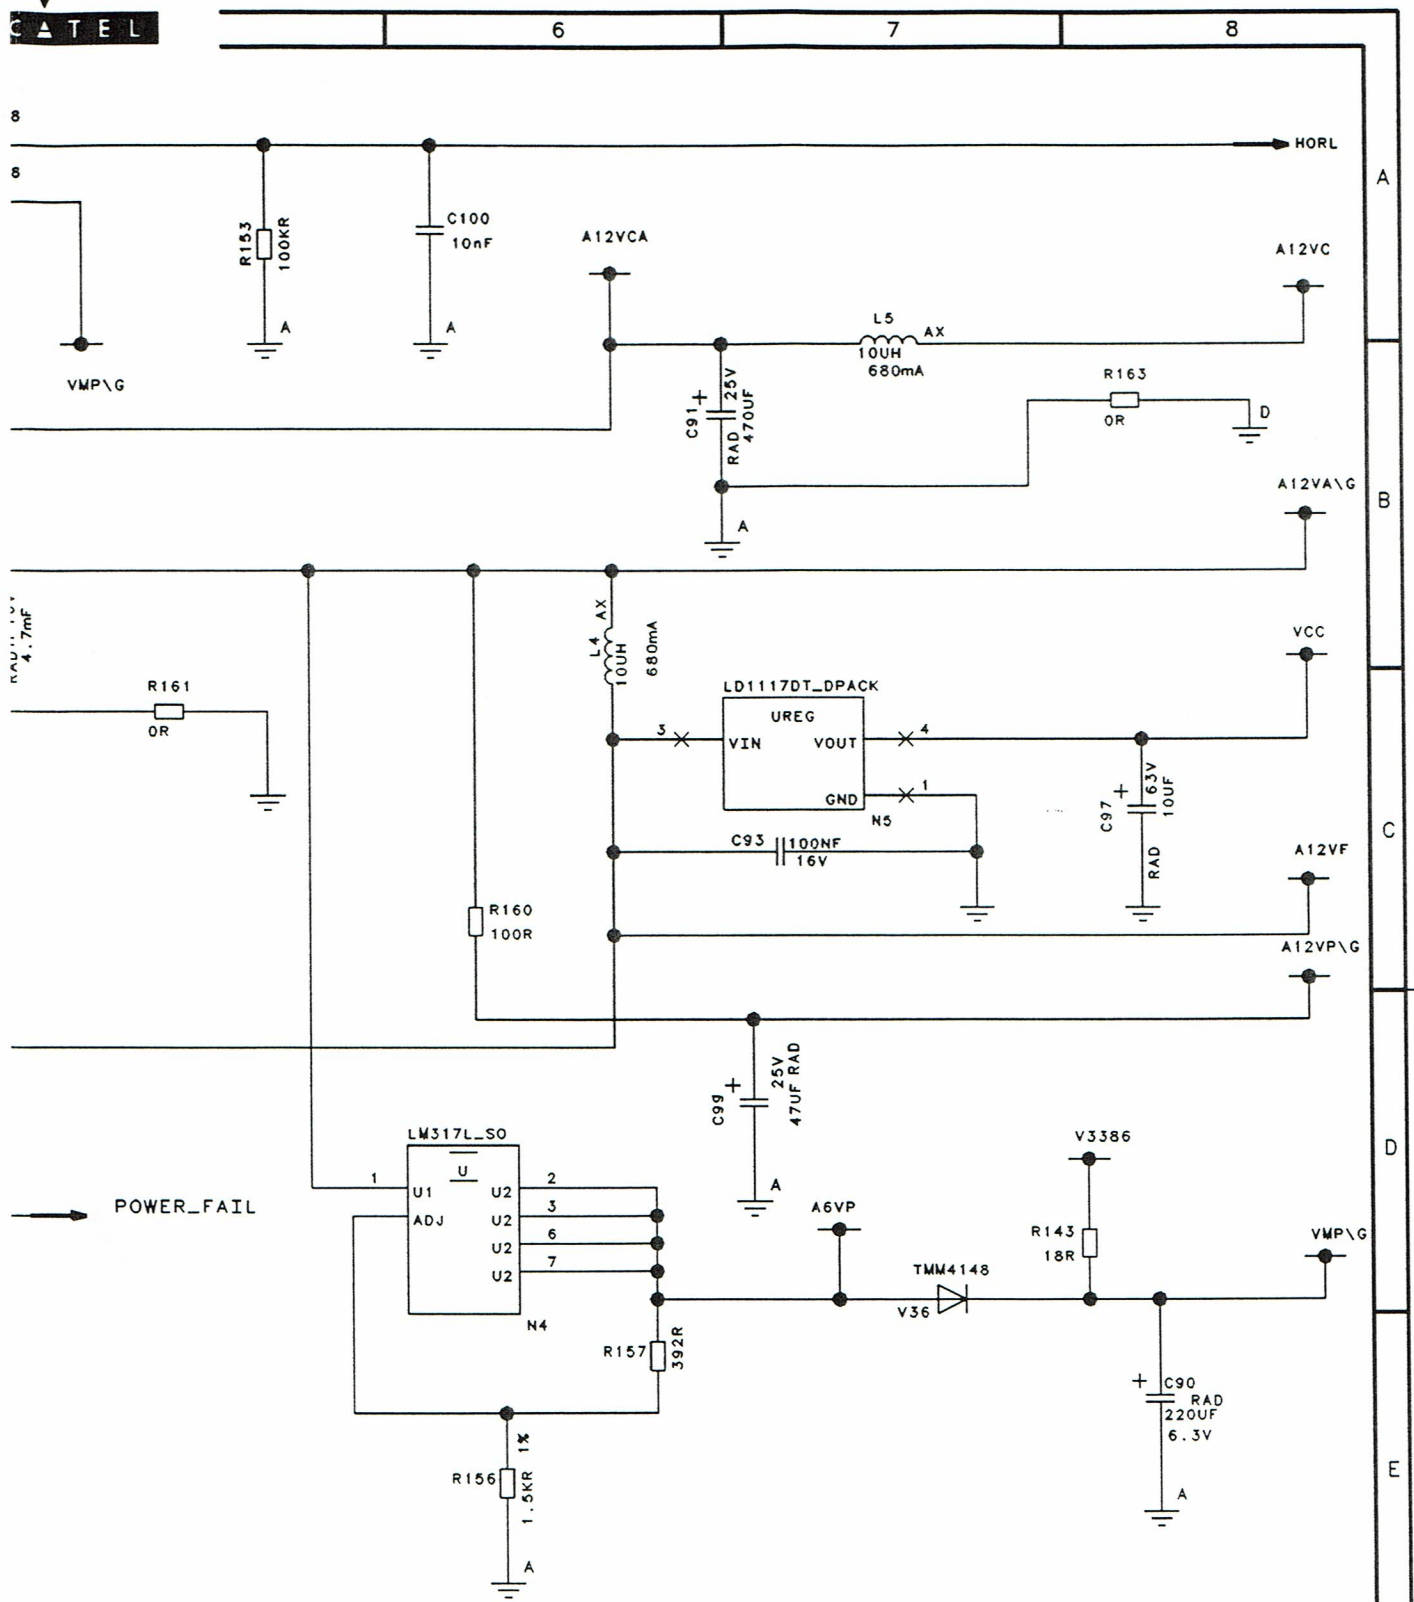 CATEL
6
7
8
8
HORL
8
A
R153
100KR
C100
10nF
A12VCA
A12VC
A
A
L5
AX
10UH
680mA
VMP\G
R163
0R
D
C91
+
25V
470UF
RAD
A12VA\G
B
A
4.7mF
AX
L4
10UH
680mA
VCC
R161
0R
LD1117DT_DPACK
UREG
3
VIN
VOUT
4
GND
1
N5
C97
+
63V
10UF
RAD
C
C93
100NF
16V
A12VF
R160
100R
A12VP\G
C99
+
25V
47UF RAD
A
LM317L_SO
U
V3386
D
1
U1
U2
2
ADJ
U2
3
U2
6
U2
7
N4
POWER_FAIL
A6VP
R143
18R
VMP\G
TMM4148
V36
R157
392R
+
C90
RAD
220UF
6.3V
A
E
R156
1%
1.5KR
A